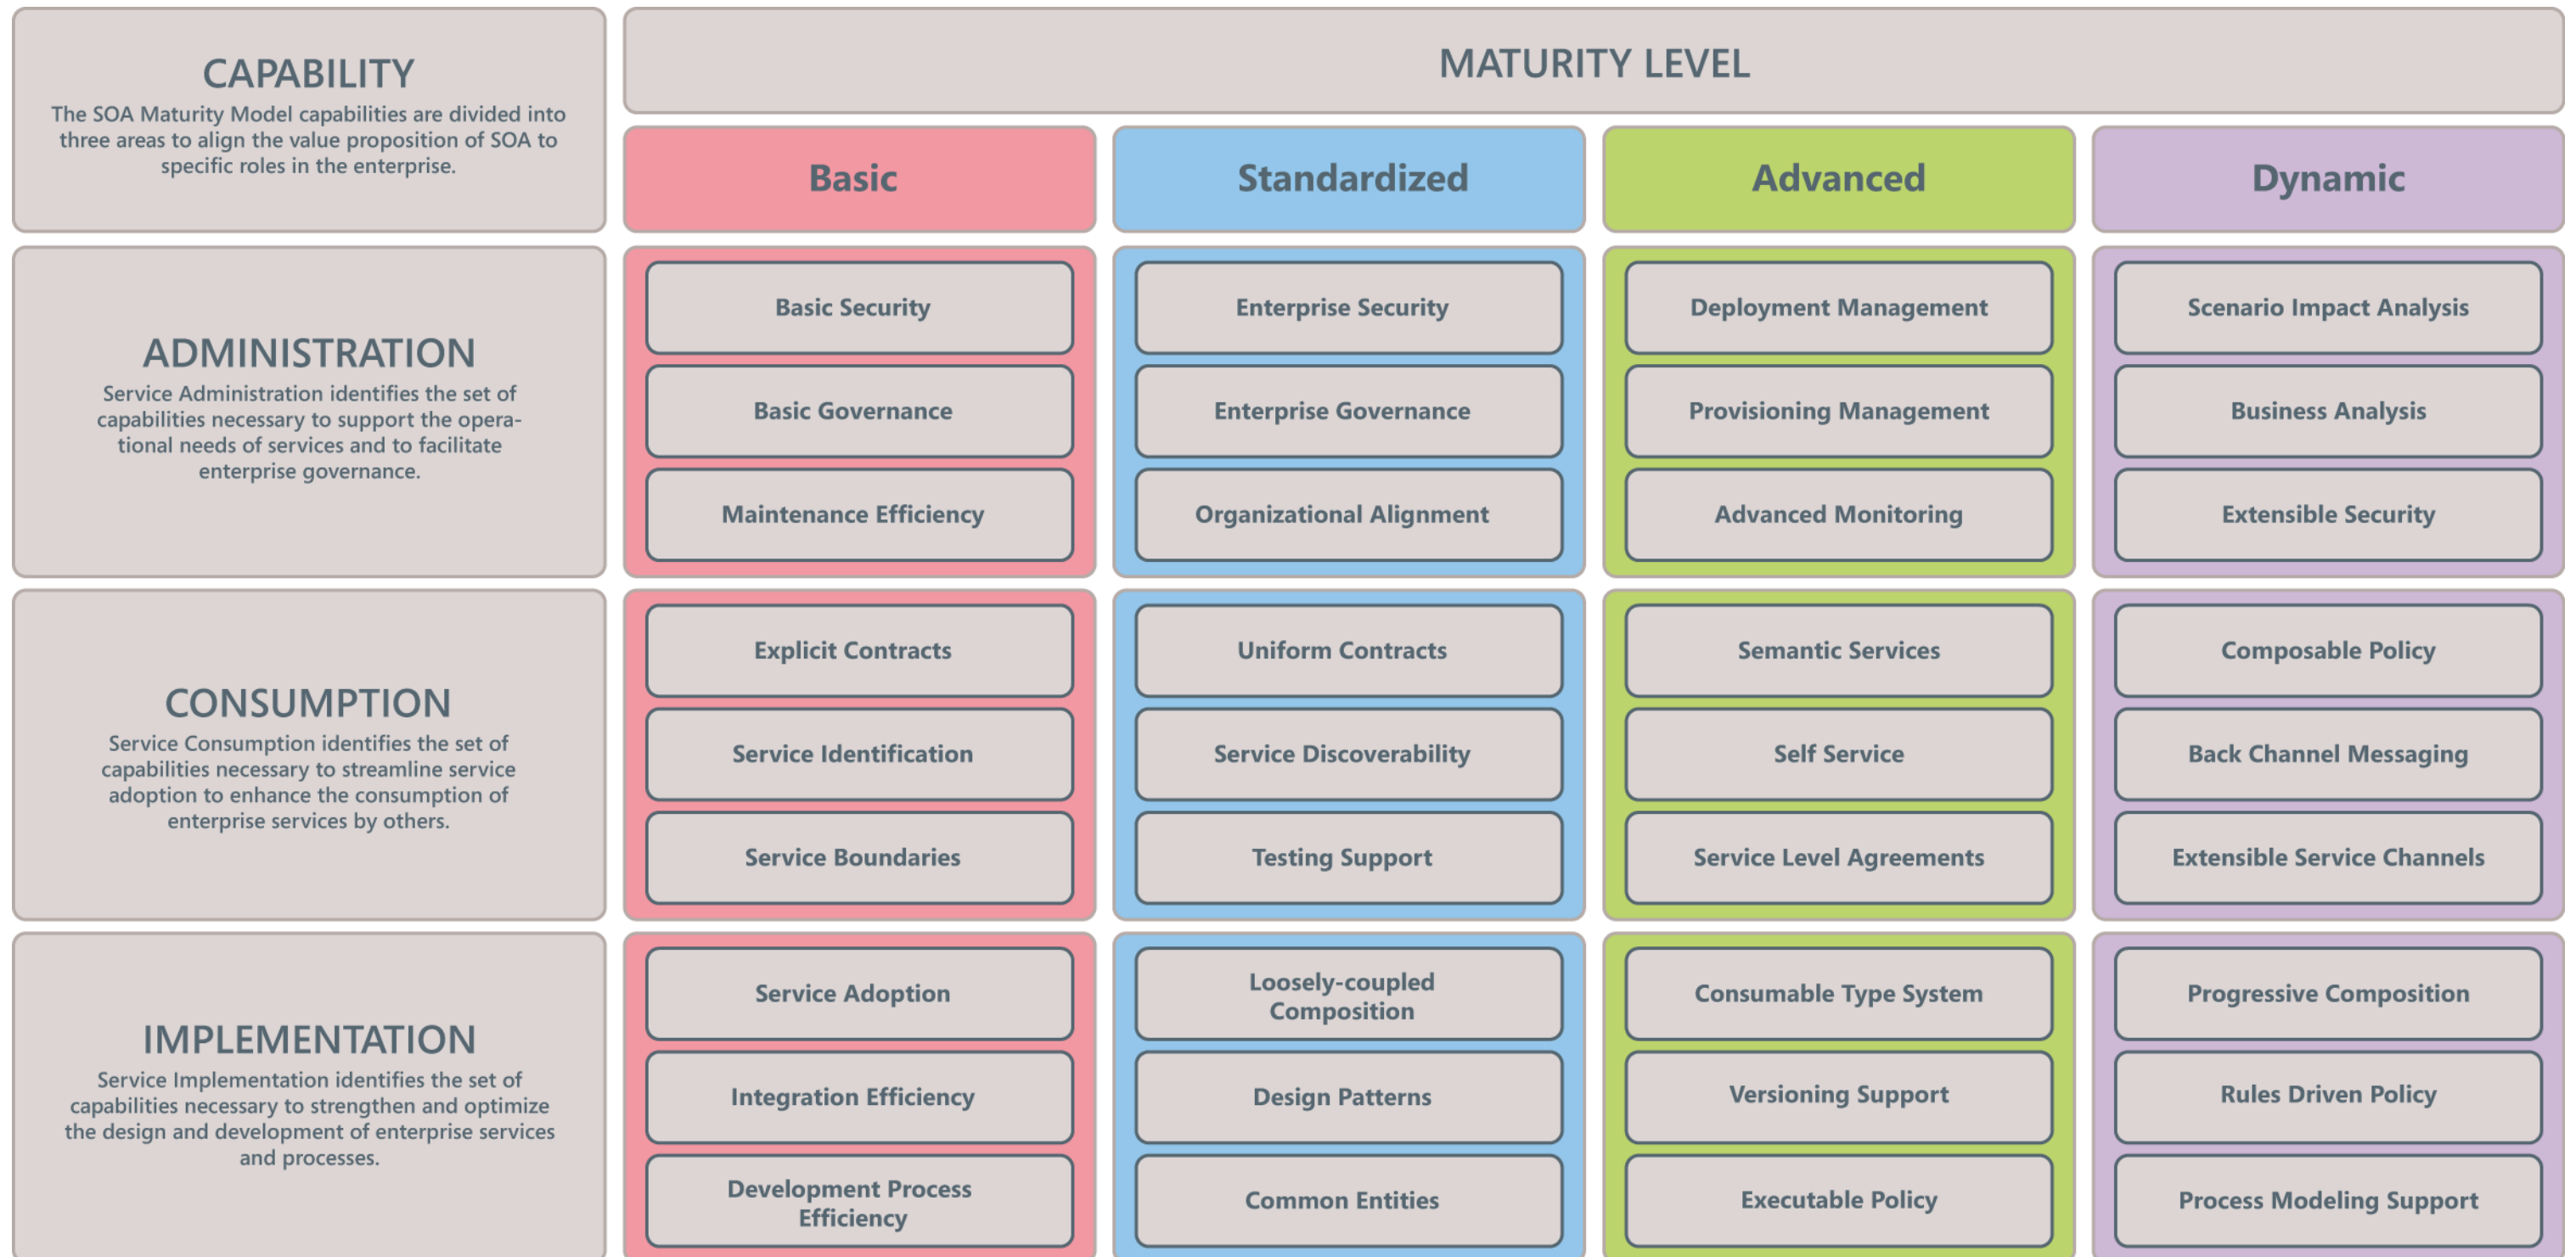 CAPABILITY
The SOA Maturity Model capabilities are divided into
three areas to align the value proposition of SOA to
specific roles in the enterprise.
MATURITY LEVEL
Basic
Standardized
Advanced
Dynamic
ADMINISTRATION
Service Administration identifies the set of
capabilities necessary to support the opera-
tional needs of services and to facilitate
enterprise governance.
Basic Security
Basic Governance
Maintenance Efficiency
Enterprise Security
Enterprise Governance
Organizational Alignment
Deployment Management
Provisioning Management
Advanced Monitoring
Scenario Impact Analysis
Business Analysis
Extensible Security
CONSUMPTION
Service Consumption identifies the set of
capabilities necessary to streamline service
adoption to enhance the consumption of
enterprise services by others.
Explicit Contracts
Service Identification
Service Boundaries
Uniform Contracts
Service Discoverability
Testing Support
Semantic Services
Self Service
Service Level Agreements
Composable Policy
Back Channel Messaging
Extensible Service Channels
IMPLEMENTATION
Service Implementation identifies the set of
capabilities necessary to strengthen and optimize
the design and development of enterprise services
and processes.
Service Adoption
Integration Efficiency
Development Process
Efficiency
Loosely-coupled
Composition
Design Patterns
Common Entities
Consumable Type System
Versioning Support
Executable Policy
Progressive Composition
Rules Driven Policy
Process Modeling Support